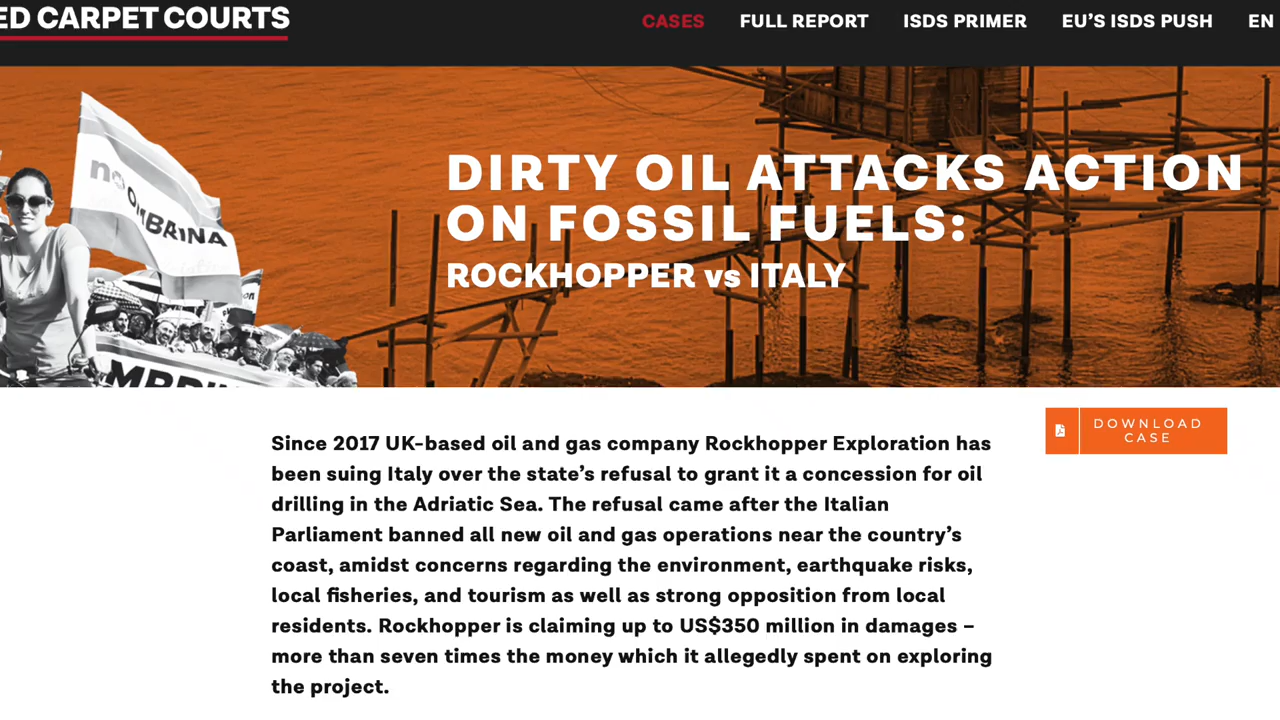 ED CARPET COURTS
CASES FULL REPORT ISDS PRIMER EU’S ISDS PUSH EN
DIRTY OIL ATTACKS ACTION
ON FOSSIL FUELS:
ROCKHOPPER vs ITALY
no OMBRINA
DOWNLOAD
CASE
Since 2017 UK-based oil and gas company Rockhopper Exploration has
been suing Italy over the state’s refusal to grant it a concession for oil
drilling in the Adriatic Sea. The refusal came after the Italian
Parliament banned all new oil and gas operations near the country’s
coast, amidst concerns regarding the environment, earthquake risks,
local fisheries, and tourism as well as strong opposition from local
residents. Rockhopper is claiming up to US$350 million in damages –
more than seven times the money which it allegedly spent on exploring
the project.